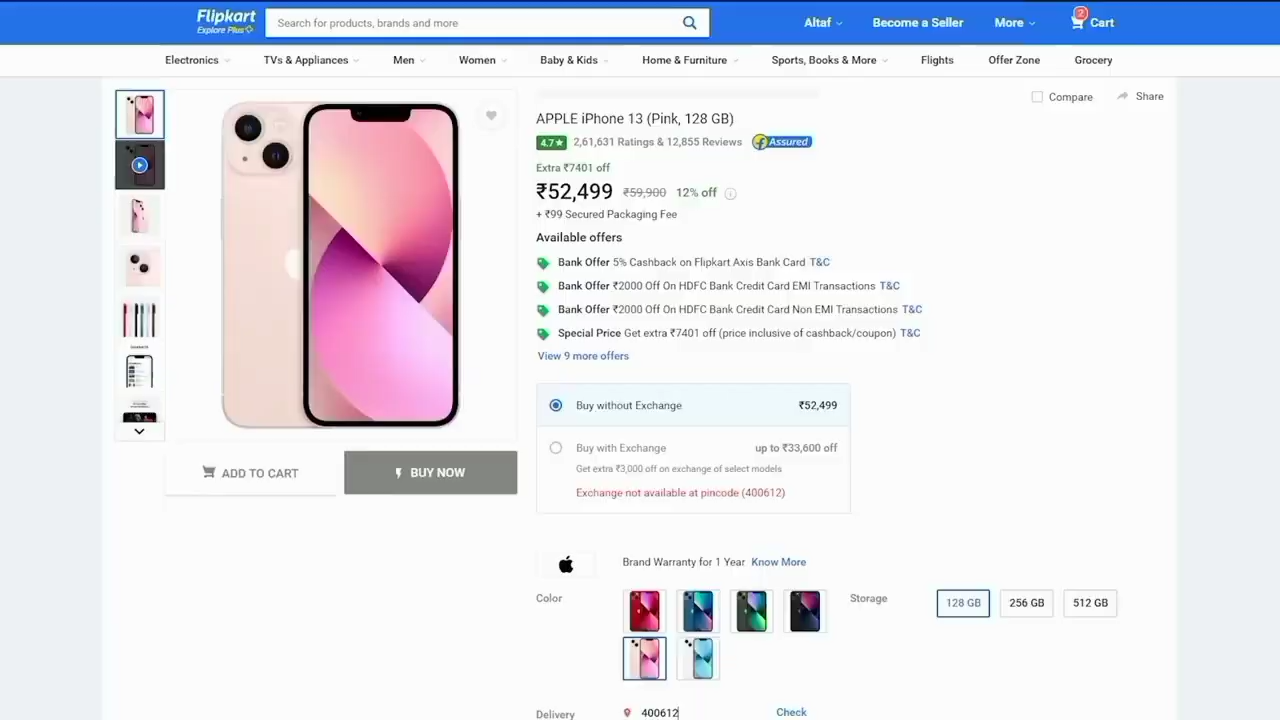 Flipkart
Explore Plus
Search for products, brands and more
Altaf
Become a Seller
More
2
Cart
Electronics
TVs & Appliances
Men
Women
Baby & Kids
Home & Furniture
Sports, Books & More
Flights
Offer Zone
Grocery
Compare
Share
APPLE iPhone 13 (Pink, 128 GB)
4.7★ 2,61,631 Ratings & 12,855 Reviews Assured
Extra ₹7401 off
₹52,499 ₹59,900 12% off
+ ₹99 Secured Packaging Fee
Available offers
Bank Offer 5% Cashback on Flipkart Axis Bank Card T&C
Bank Offer ₹2000 Off On HDFC Bank Credit Card EMI Transactions T&C
Bank Offer ₹2000 Off On HDFC Bank Credit Card Non EMI Transactions T&C
Special Price Get extra ₹7401 off (price inclusive of cashback/coupon) T&C
View 9 more offers
Buy without Exchange ₹52,499
Buy with Exchange up to ₹33,600 off
Get extra ₹3,000 off on exchange of select models
Exchange not available at pincode (400612)
ADD TO CART
BUY NOW
Brand Warranty for 1 Year Know More
Color
Storage
128 GB
256 GB
512 GB
Delivery
400612
Check